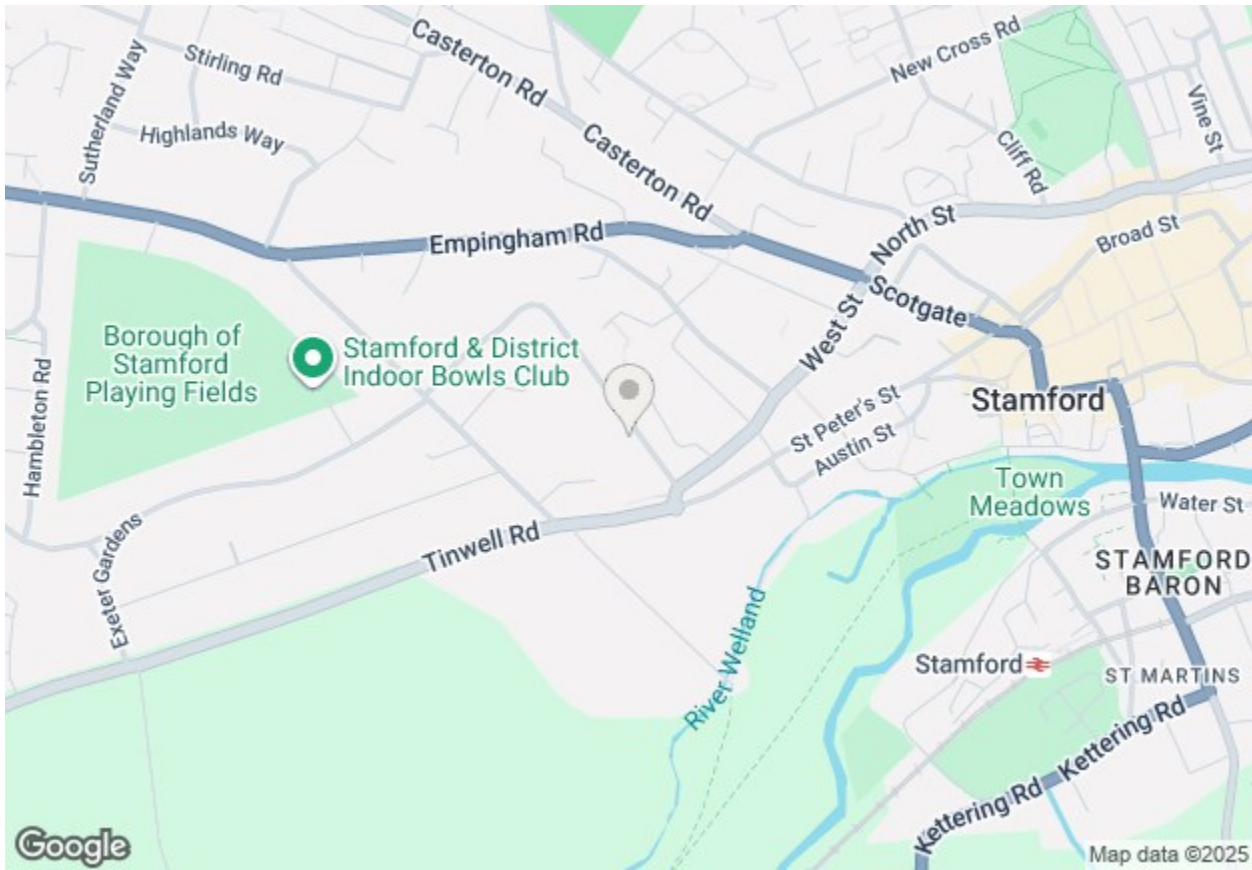 Casterton Rd
New Cross Rd
Stirling Rd
Sutherland Way
Highlands Way
Vine St
Casterton Rd
Cliff Rd
North St
Broad St
Empingham Rd
Scotgate
Borough of
Stamford
Playing Fields
Stamford & District
Indoor Bowls Club
West St
Stamford
Hambleton Rd
St Peter's St
Austin St
Town
Meadows
Water St
Tinwell Rd
Exeter Gardens
STAMFORD
BARON
River Welland
Stamford
ST MARTINS
Kettering Rd
Kettering Rd
Google
Map data ©2025